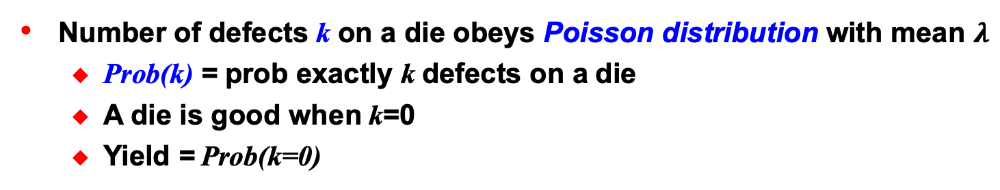 • Number of defects k on a die obeys Poisson distribution with mean λ
◆ Prob(k) = prob exactly k defects on a die
◆ A die is good when k=0
◆ Yield = Prob(k=0)